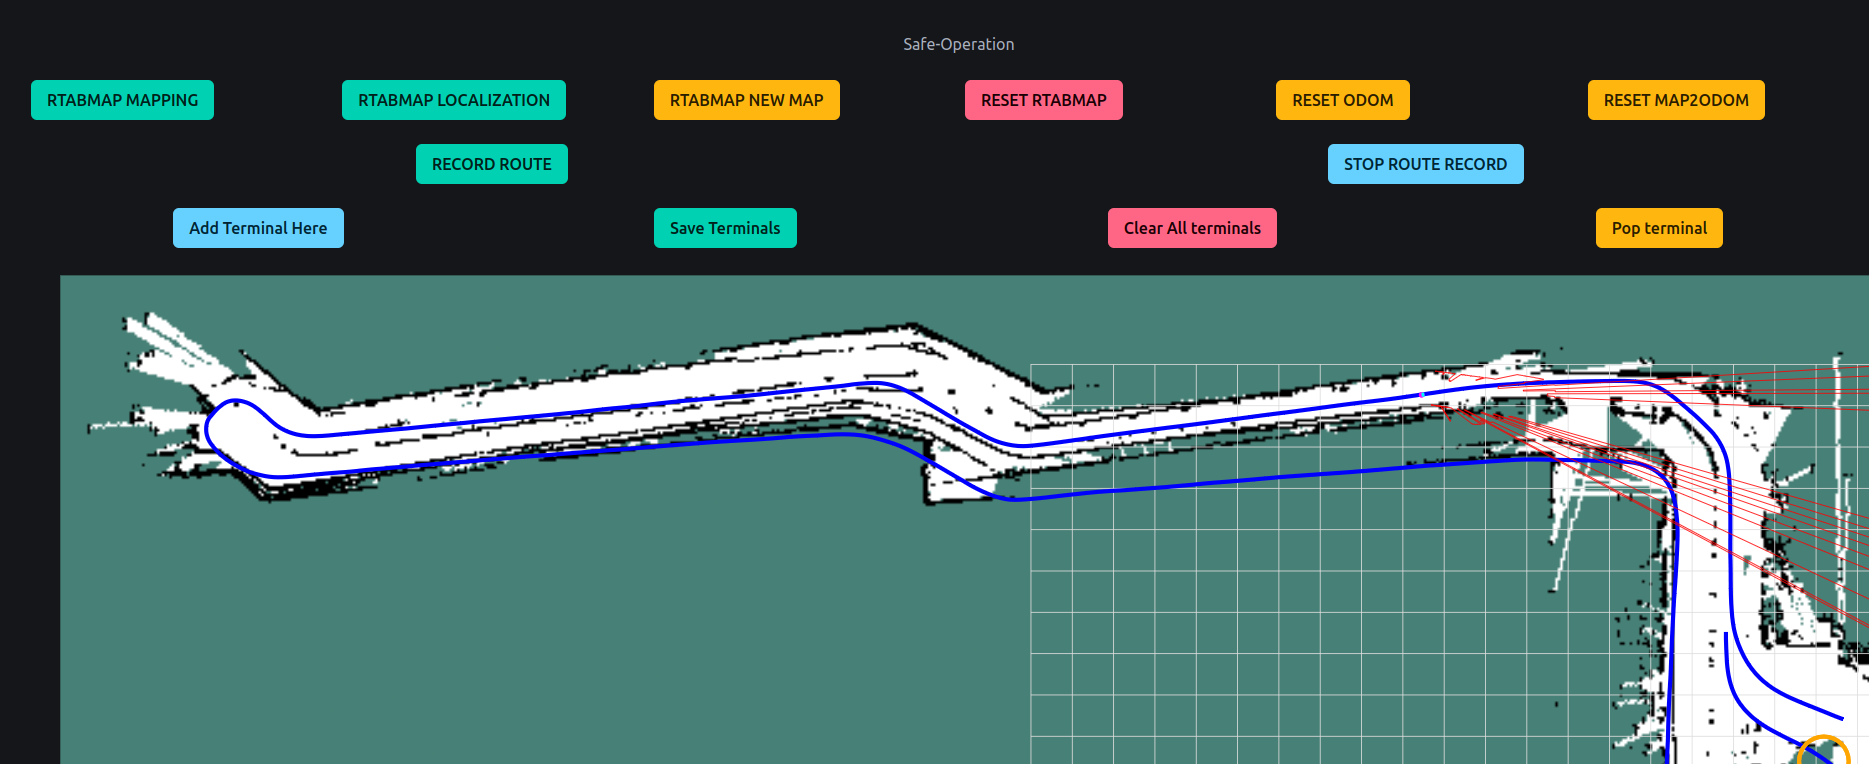 Safe-Operation
RTABMAP MAPPING
RTABMAP LOCALIZATION
RTABMAP NEW MAP
RESET RTABMAP
RESET ODOM
RESET MAP2ODOM
RECORD ROUTE
STOP ROUTE RECORD
Add Terminal Here
Save Terminals
Clear All terminals
Pop terminal